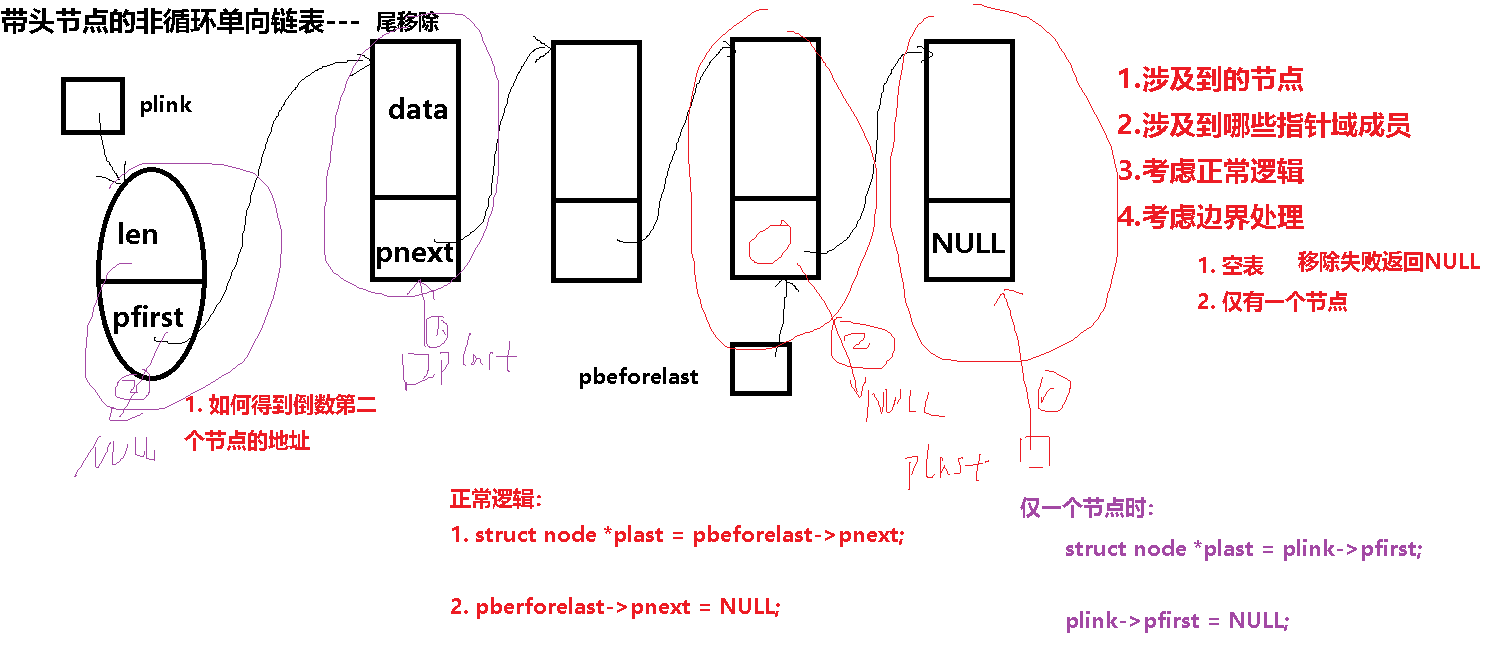 带头节点的非循环单向链表--- 尾移除
plink
len
pfirst
data
pnext
NULL
1.涉及到的节点
2.涉及到哪些指针域成员
3.考虑正常逻辑
4.考虑边界处理
1. 空表 移除失败返回NULL
2. 仅有一个节点
① plast
pbeforelast
②
NULL
②
NULL
plast
1. 如何得到倒数第二
个节点的地址
正常逻辑:
1. struct node *plast = pbeforelast->pnext;
2. pberforelast->pnext = NULL;
仅一个节点时:
struct node *plast = plink->pfirst;
plink->pfirst = NULL;